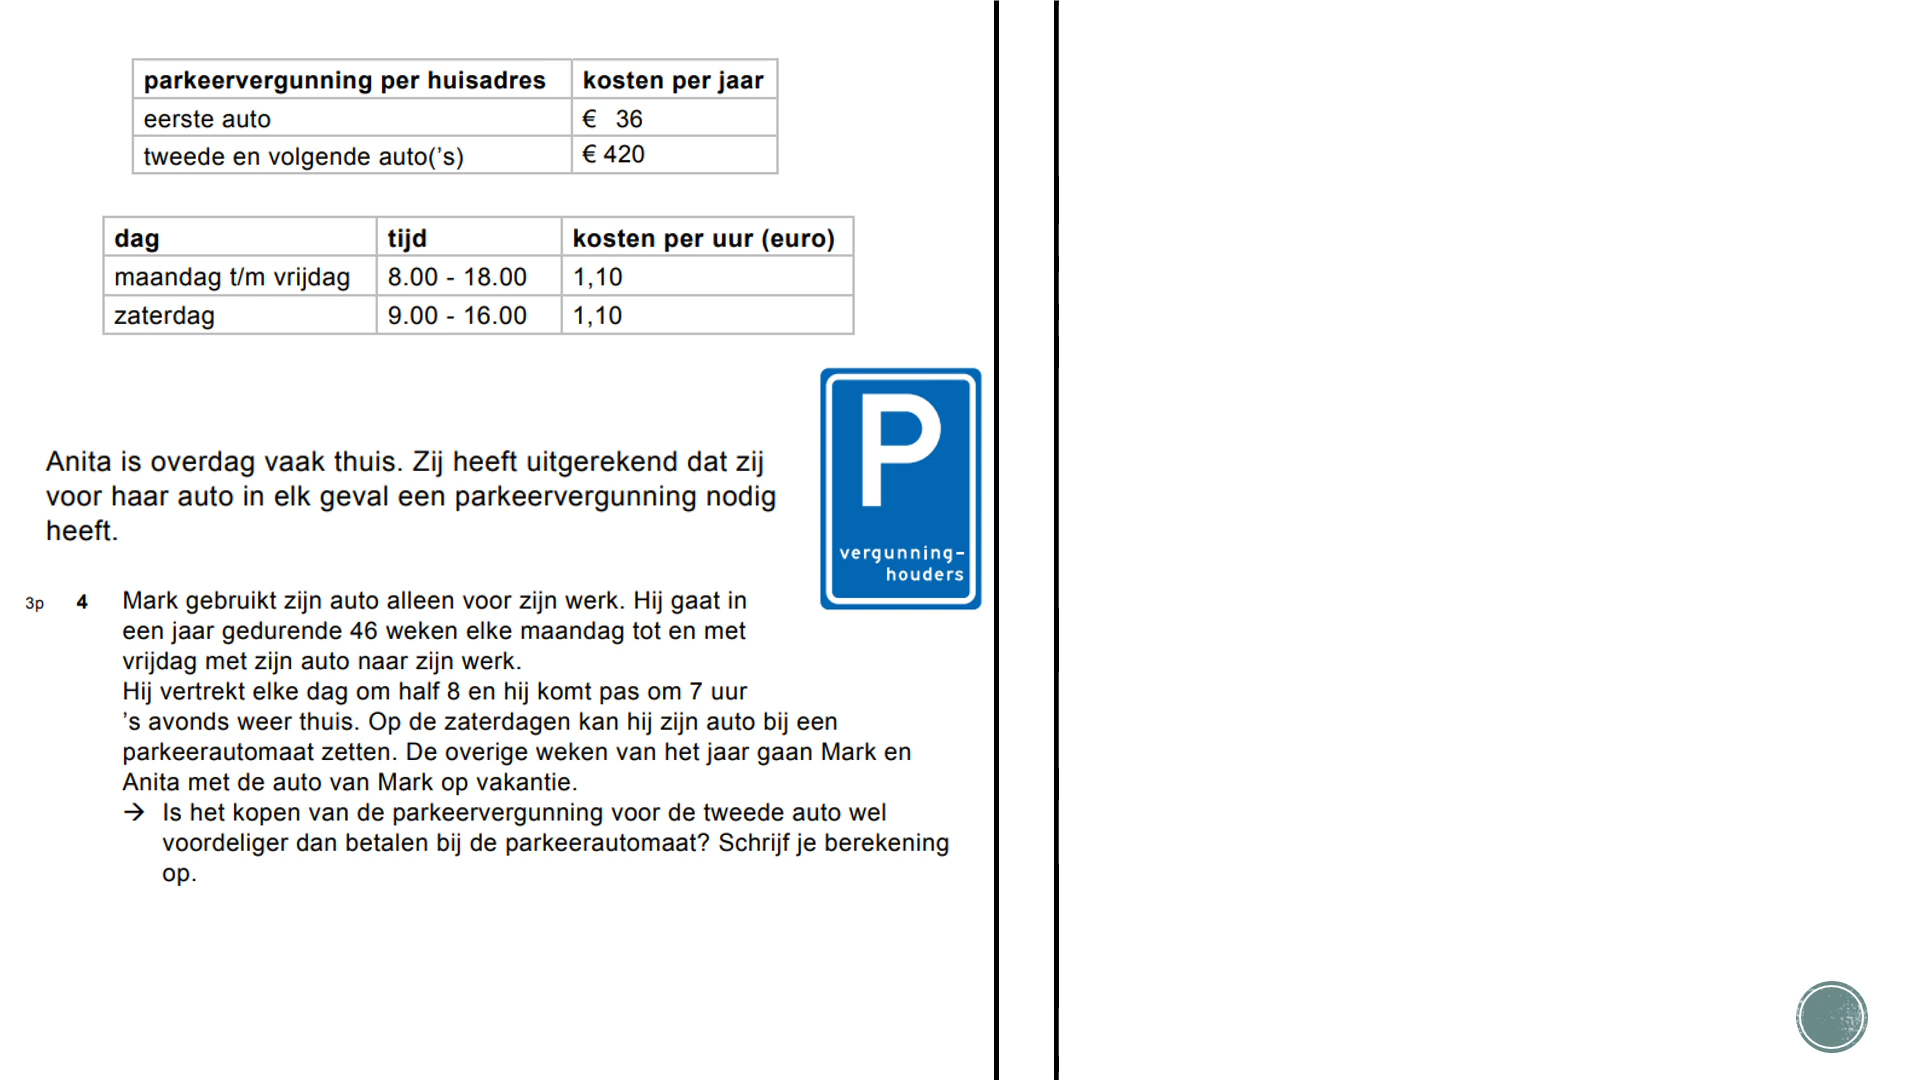 parkeervergunning per huisadres kosten per jaar
eerste auto € 36
tweede en volgende auto(’s) € 420
dag tijd kosten per uur (euro)
maandag t/m vrijdag 8.00 - 18.00 1,10
zaterdag 9.00 - 16.00 1,10
Anita is overdag vaak thuis. Zij heeft uitgerekend dat zij
voor haar auto in elk geval een parkeervergunning nodig
heeft.
P
vergunning-
houders
3p 4 Mark gebruikt zijn auto alleen voor zijn werk. Hij gaat in
een jaar gedurende 46 weken elke maandag tot en met
vrijdag met zijn auto naar zijn werk.
Hij vertrekt elke dag om half 8 en hij komt pas om 7 uur
’s avonds weer thuis. Op de zaterdagen kan hij zijn auto bij een
parkeerautomaat zetten. De overige weken van het jaar gaan Mark en
Anita met de auto van Mark op vakantie.
→ Is het kopen van de parkeervergunning voor de tweede auto wel
voordeliger dan betalen bij de parkeerautomaat? Schrijf je berekening
op.